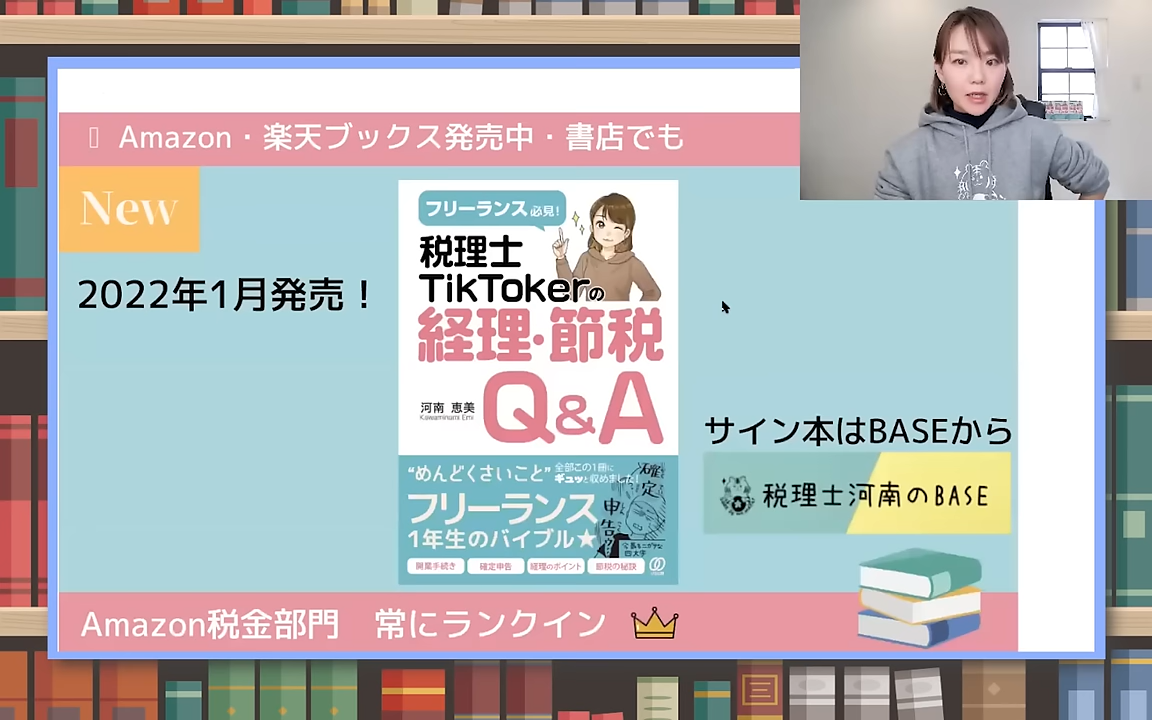 Amazon・楽天ブックス発売中・書店でも
New
2022年1月発売！
フリーランス必見!
税理士
TikTokerの
経理・節税
Q&A
河南 恵美
Kawaminami Emi
“めんどくさいこと”
全部この1冊に
ギュッと収めました!
フリーランス
1年生のバイブル★
確定申告
開業手続き
確定申告
経理のポイント
節税の秘訣
サイン本はBASEから
税理士河南のBASE
Amazon税金部門 常にランクイン